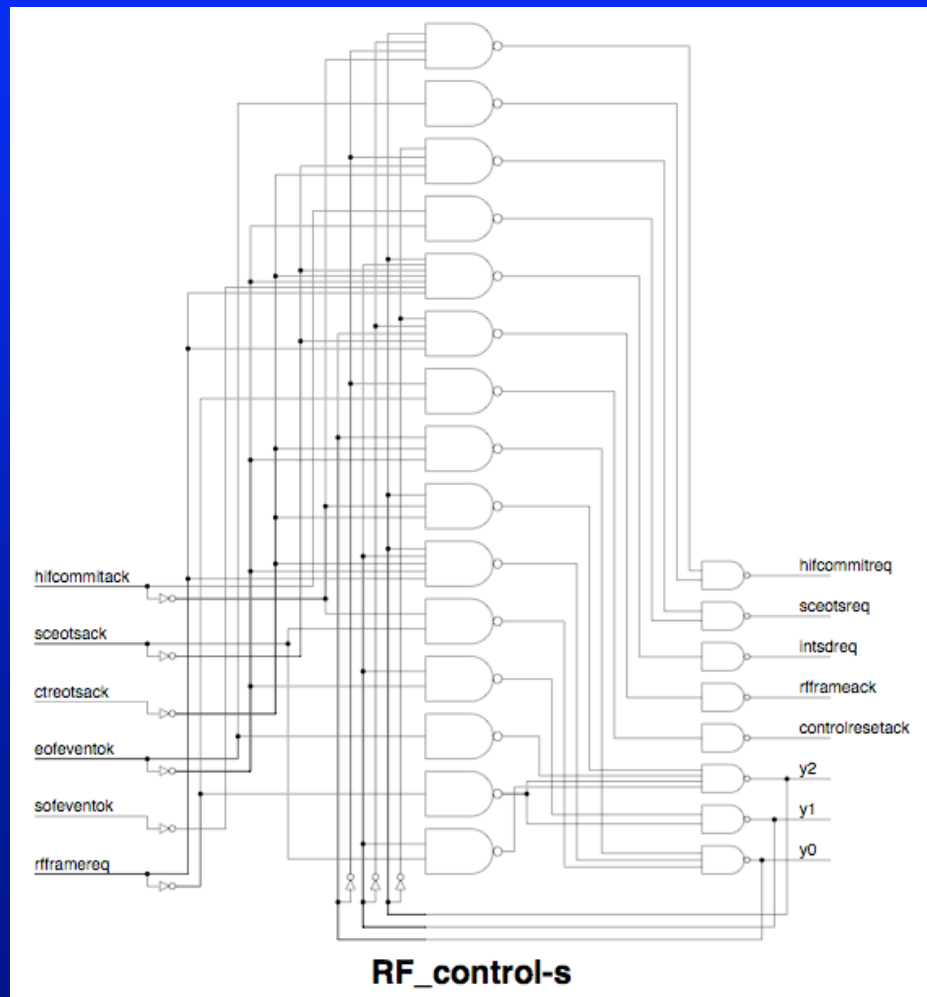 hifcommitack
sceotsack
ctreotsack
eofeventok
sofeventok
rfframereq
hifcommitreq
sceotsreq
intsdreq
rfframeack
controlresetack
y2
y1
y0
RF_control-s